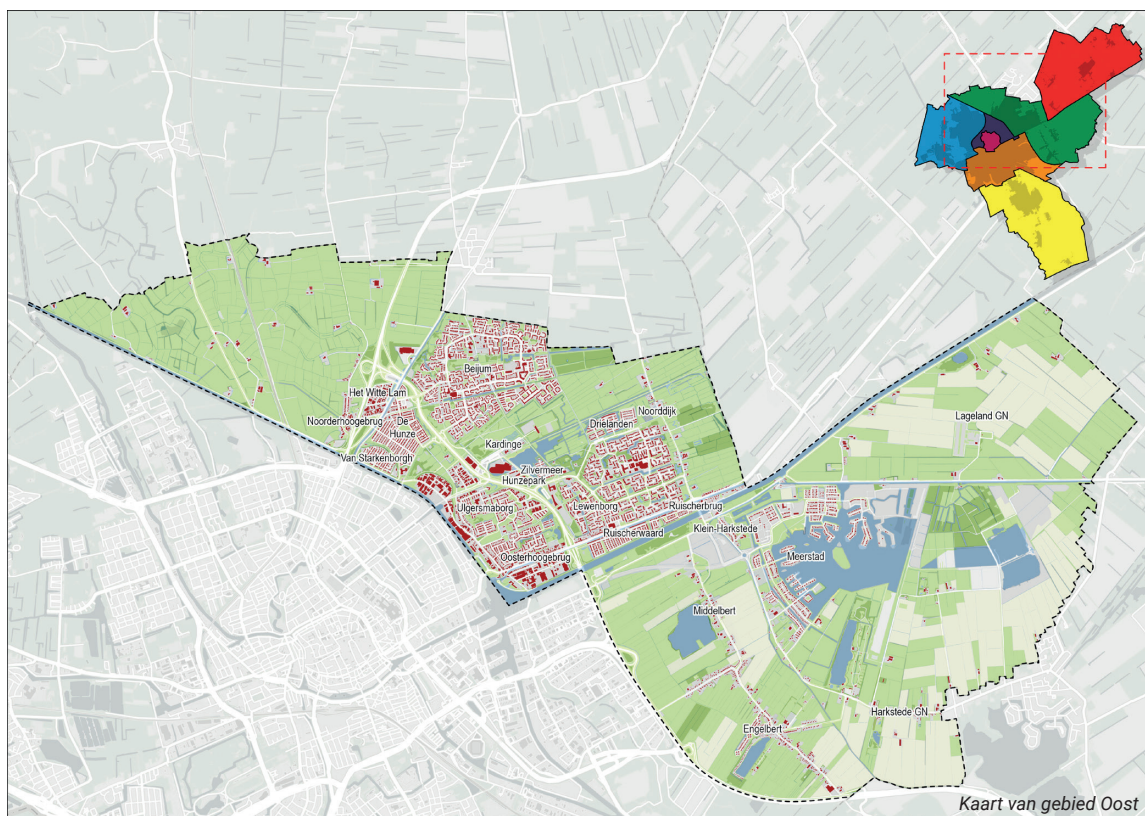 Beijum
Het Witte Lam
Noorderhoogebrug
De
Hunze
Van Starkenborgh
Kardinge
Zilvermeer
Hunzepark
Ulgersmaborg
Oosterhoogebrug
Drielanden
Noorddijk
Lewenborg
Ruischerbrug
Ruischerwaard
Klein-Harkstede
Lageland GN
Meerstad
Middelbert
Engelbert
Harkstede GN
Kaart van gebied Oost